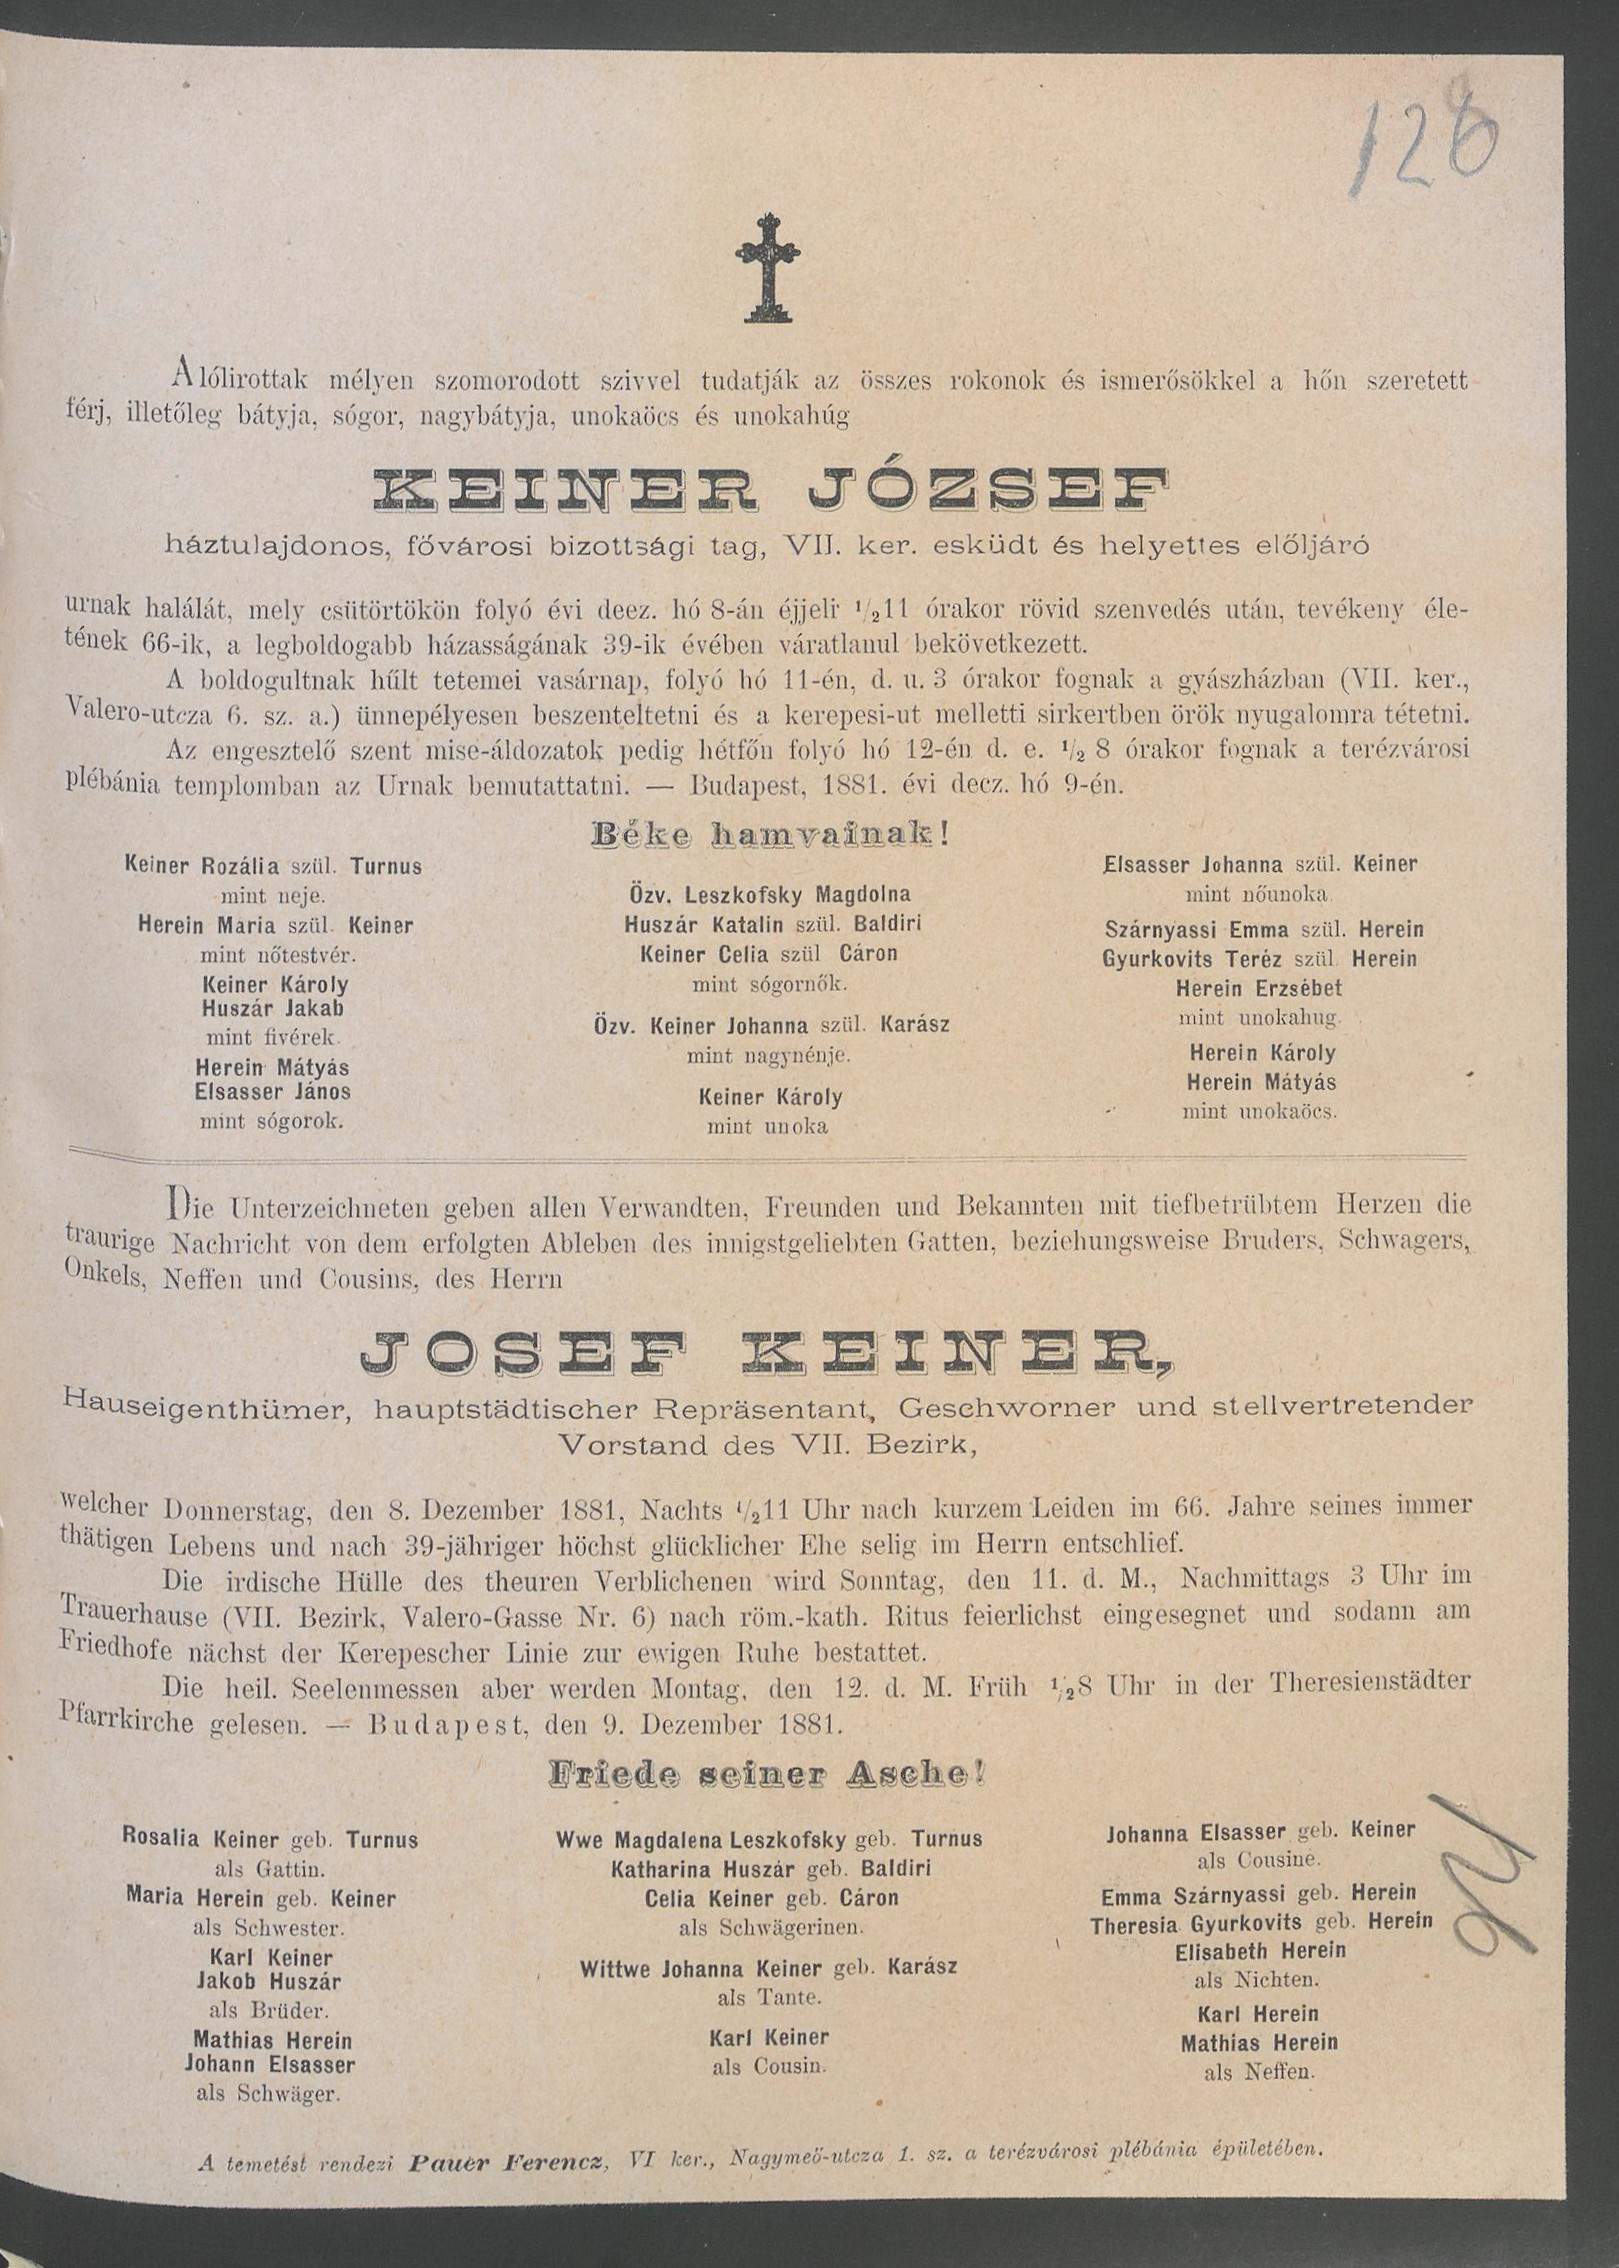 128
Alólirottak mélyen szomorodott szivvel tudatják az összes rokonok és ismerősökkel a hőn szeretett
férj, illetőleg bátyja, sógor, nagybátyja, unokaöcs és unokahúg
KEINER JÓZSEF
háztulajdonos, fővárosi bizottsági tag, VII. ker. esküdt és helyettes előljáró
urnak halálát, mely csütörtökön folyó évi deez. hó 8-án éjjeli 1/2 11 órakor rövid szenvedés után, tevékeny éle-
tének 66-ik, a legboldogabb házasságának 39-ik évében váratlanul bekövetkezett.
A boldogultnak hűlt tetemei vasárnap, folyó hó 11-én, d. u. 3 órakor fognak a gyászházban (VII. ker.,
Valero-utcza 6. sz. a.) ünnepélyesen beszenteltetni és a kerepesi-ut melletti sirkertben örök nyugalomra tétetni.
Az engesztelő szent mise-áldozatok pedig hétfőn folyó hó 12-én d. e. 1/2 8 órakor fognak a terézvárosi
plébánia templomban az Urnak bemutattatni. — Budapest, 1881. évi decz. hó 9-én.
Béke hamvainak!
Keiner Rozália szül. Turnus
mint neje.
Herein Maria szül. Keiner
mint nőtestvér.
Keiner Károly
Huszár Jakab
mint fivérek.
Herein Mátyás
Elsasser János
mint sógorok.
Özv. Leszkofsky Magdolna
Huszár Katalin szül. Baldiri
Keiner Celia szül Cáron
mint sógornők.
Özv. Keiner Johanna szül. Karász
mint nagynénje.
Keiner Károly
mint unoka
Elsasser Johanna szül. Keiner
mint nőunoka.
Szárnyassi Emma szül. Herein
Gyurkovits Teréz szül. Herein
Herein Erzsébet
mint unokahug.
Herein Károly
Herein Mátyás
mint unokaöcs.
Die Unterzeichneten geben allen Verwandten, Freunden und Bekannten mit tiefbetrübtem Herzen die
traurige Nachricht von dem erfolgten Ableben des innigstgeliebten Gatten, beziehungsweise Bruders, Schwagers,
Onkels, Neffen und Cousins, des Herrn
JOSEF KEINER,
Hauseigenthümer, hauptstädtischer Repräsentant, Geschworner und stellvertretender
Vorstand des VII. Bezirk,
welcher Donnerstag, den 8. Dezember 1881, Nachts 1/2 11 Uhr nach kurzem Leiden im 66. Jahre seines immer
thätigen Lebens und nach 39-jähriger höchst glücklicher Ehe selig im Herrn entschlief.
Die irdische Hülle des theuren Verblichenen wird Sonntag, den 11. d. M., Nachmittags 3 Uhr im
Trauerhause (VII. Bezirk, Valero-Gasse Nr. 6) nach röm.-kath. Ritus feierlichst eingesegnet und sodann am
Friedhofe nächst der Kerepescher Linie zur ewigen Ruhe bestattet.
Die heil. Seelenmessen aber werden Montag, den 12. d. M. Früh 1/2 8 Uhr in der Theresienstädter
Pfarrkirche gelesen. — Budapest, den 9. Dezember 1881.
Friede seiner Asche!
Rosalia Keiner geb. Turnus
als Gattin.
Maria Herein geb. Keiner
als Schwester.
Karl Keiner
Jakob Huszár
als Brüder.
Mathias Herein
Johann Elsasser
als Schwäger.
Wwe Magdalena Leszkofsky geb. Turnus
Katharina Huszár geb. Baldiri
Celia Keiner geb. Cáron
als Schwägerinen.
Wittwe Johanna Keiner geb. Karász
als Tante.
Karl Keiner
als Cousin.
Johanna Elsasser geb. Keiner
als Cousine.
Emma Szárnyassi geb. Herein
Theresia Gyurkovits geb. Herein
Elisabeth Herein
als Nichten.
Karl Herein
Mathias Herein
als Neffen.
A temetést rendezi Pauer Ferencz, VI ker., Nagymeö-utcza 1. sz. a terézvárosi plébánia épületében.